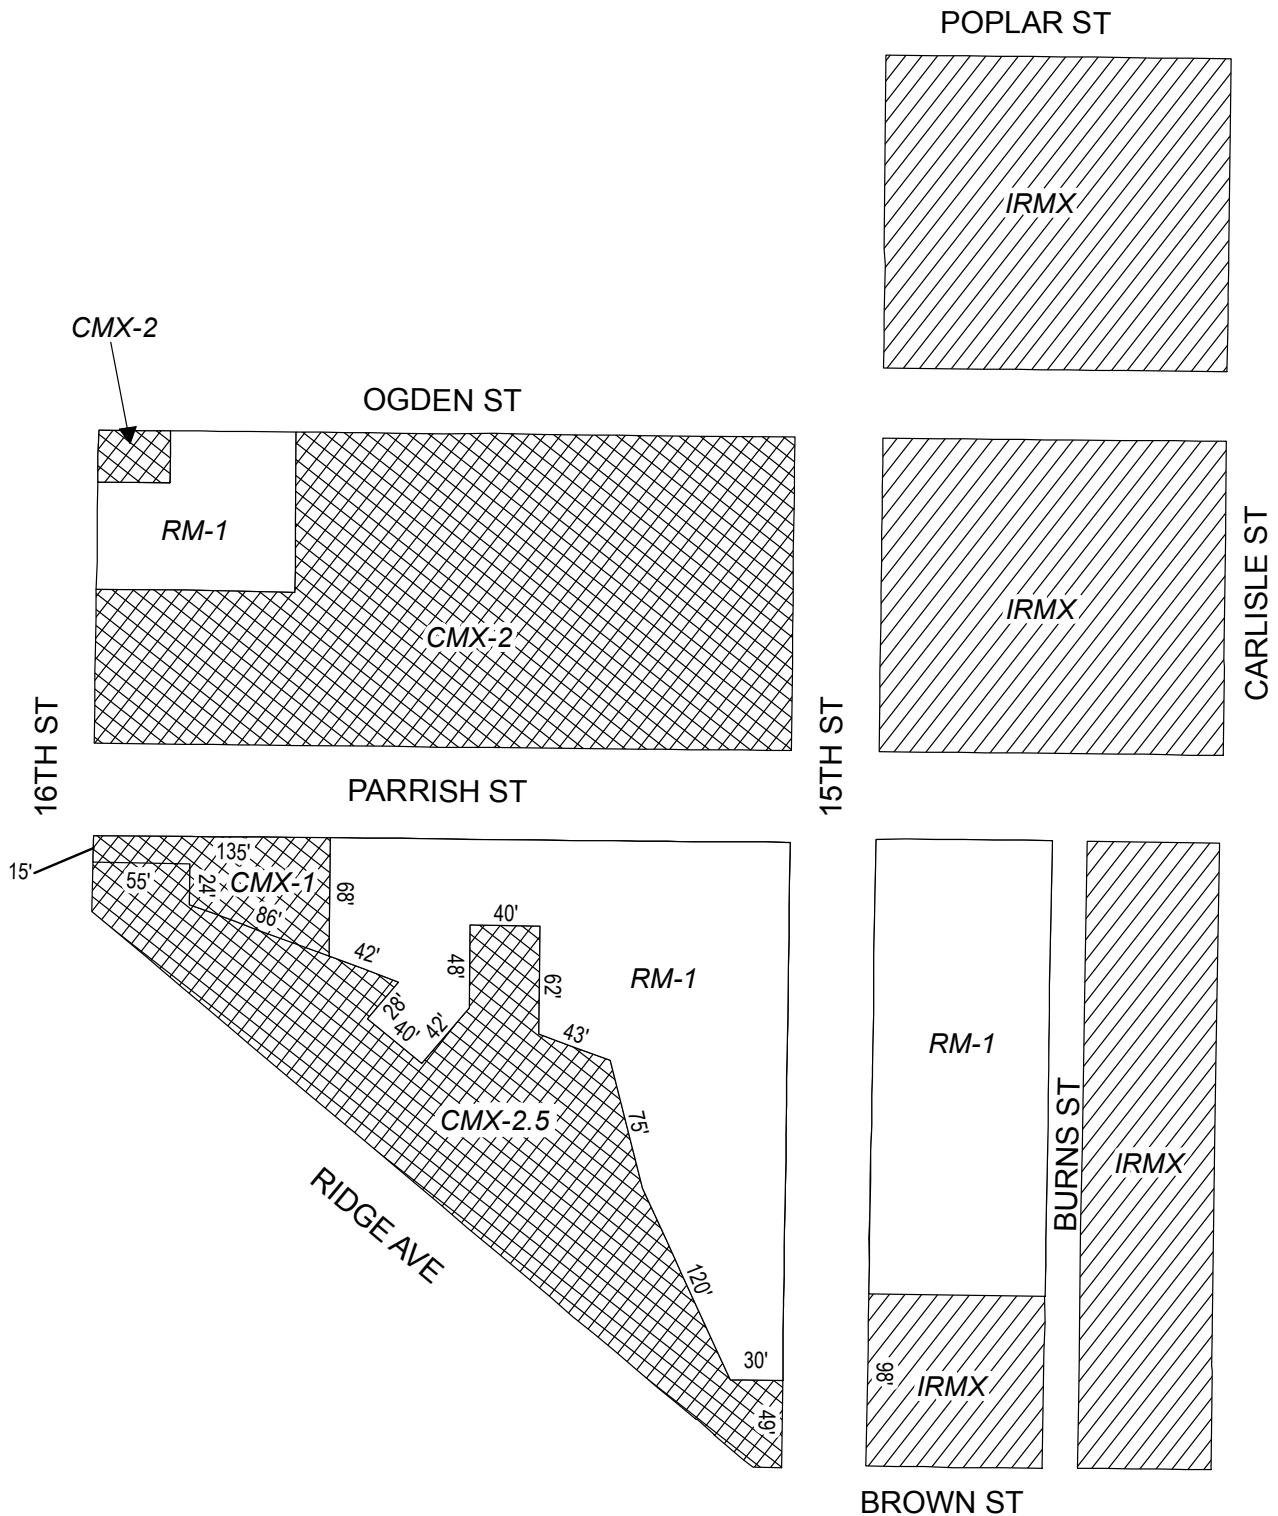 POPLAR ST
IRMX
CMX-2
OGDEN ST
RM-1
IRMX
CMX-2
CARLISLE ST
16TH ST
15TH ST
PARRISH ST
15'
135'
55'
24'
CMX-1
68'
86'
42'
40'
48'
62'
RM-1
28'
40'
42'
43'
RM-1
CMX-2.5
75'
BURNS ST
IRMX
RIDGE AVE
120'
30'
98'
IRMX
49'
BROWN ST